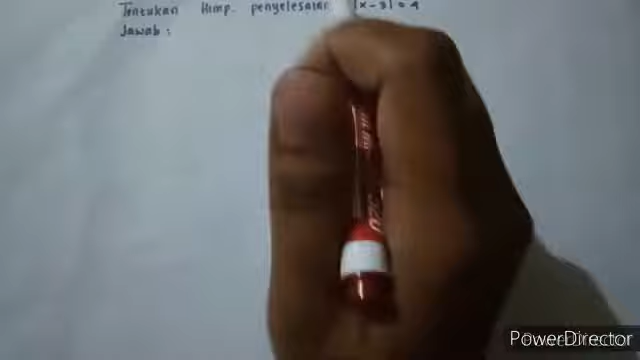 Tentukan Himp. penyelesaian |x-3| = 4
Jawab :
PowerDirector